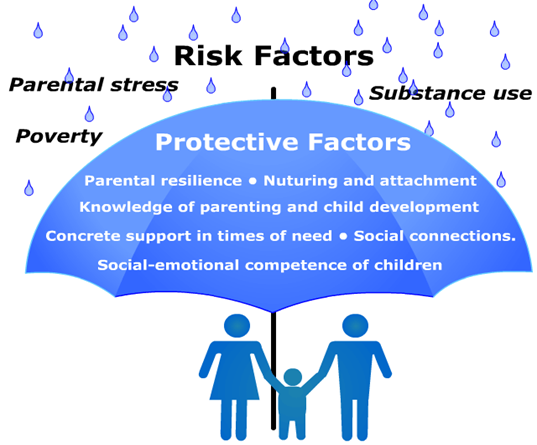 Risk Factors
Parental stress
Substance use
Poverty
Protective Factors
Parental resilience ● Nuturing and attachment
Knowledge of parenting and child development
Concrete support in times of need ● Social connections.
Social-emotional competence of children